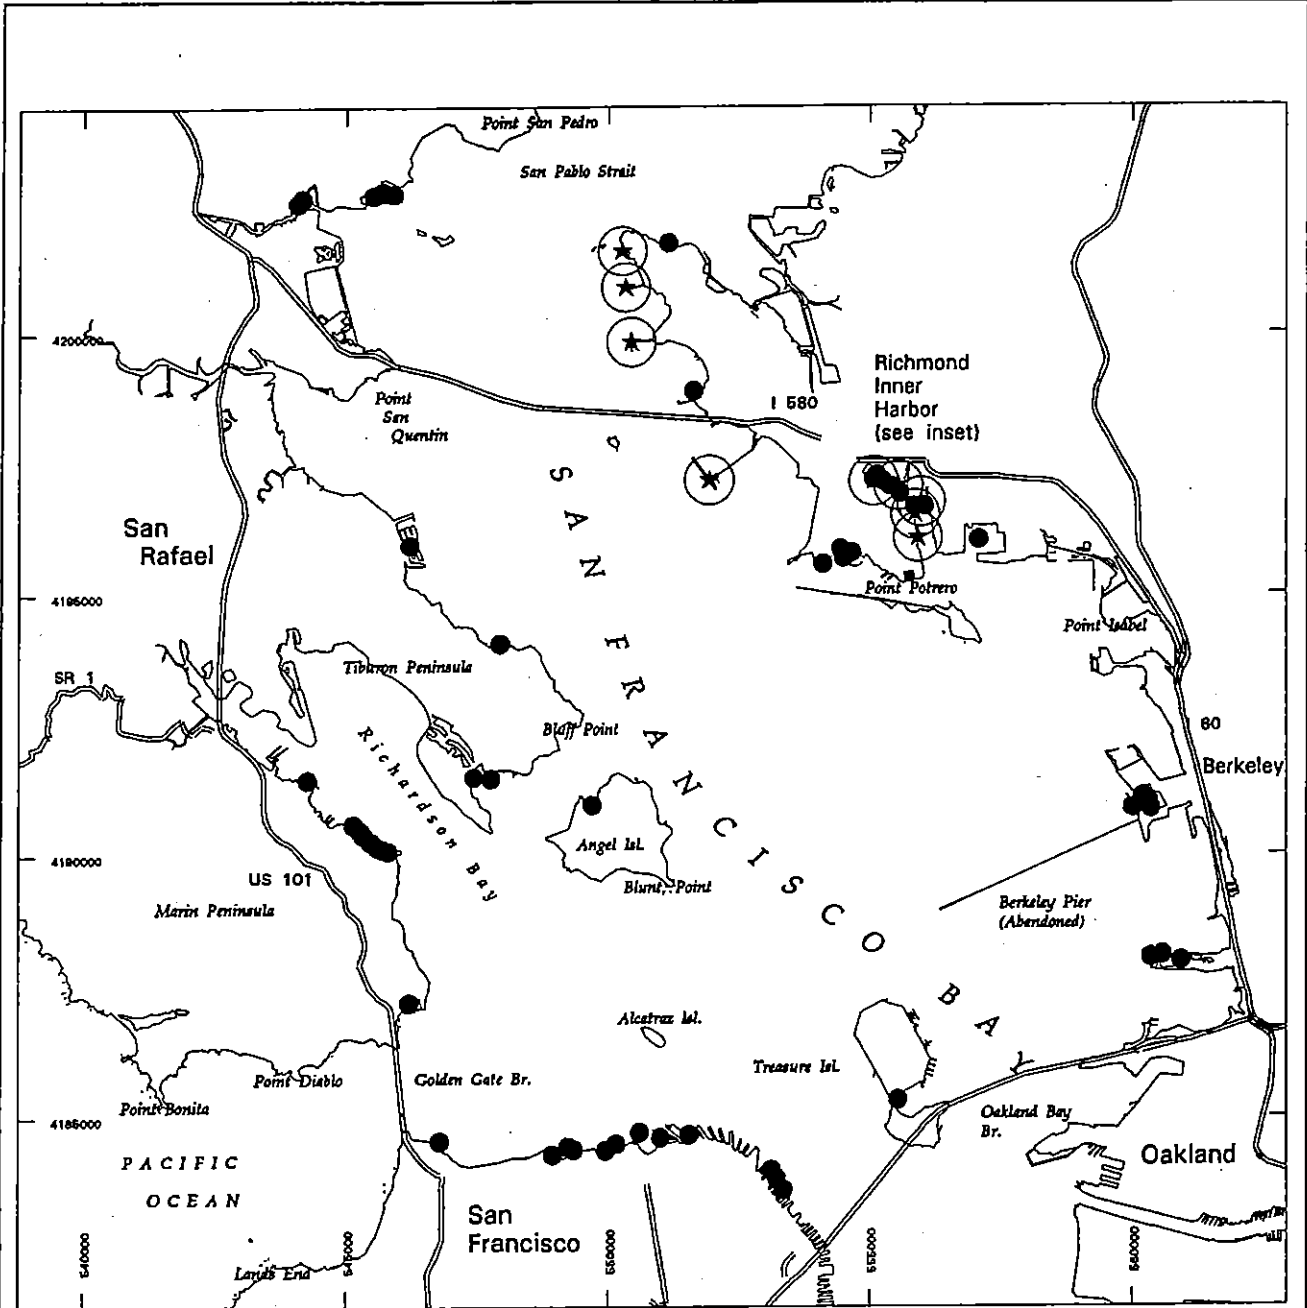 Point San Pedro
San Pablo Strait
4200000
Richmond
Inner
Harbor
(see inset)
I 580
Point
San
Quentin
San
Rafael
SAN FRANCISCO BA
4195000
Point Potrero
Point Isabel
Tiburon Peninsula
SR 1
Bluff Point
60
Richardson Bay
Berkeley
Angel Isl.
4190000
US 101
Blunt Point
Marin Peninsula
Berkeley Pier
(Abandoned)
Alcatraz Isl.
Treasure Isl.
Point Diablo
Golden Gate Br.
Point Bonita
4185000
Oakland Bay
Br.
PACIFIC
OCEAN
Oakland
San
Francisco
Lands End
540000
545000
550000
555000
560000